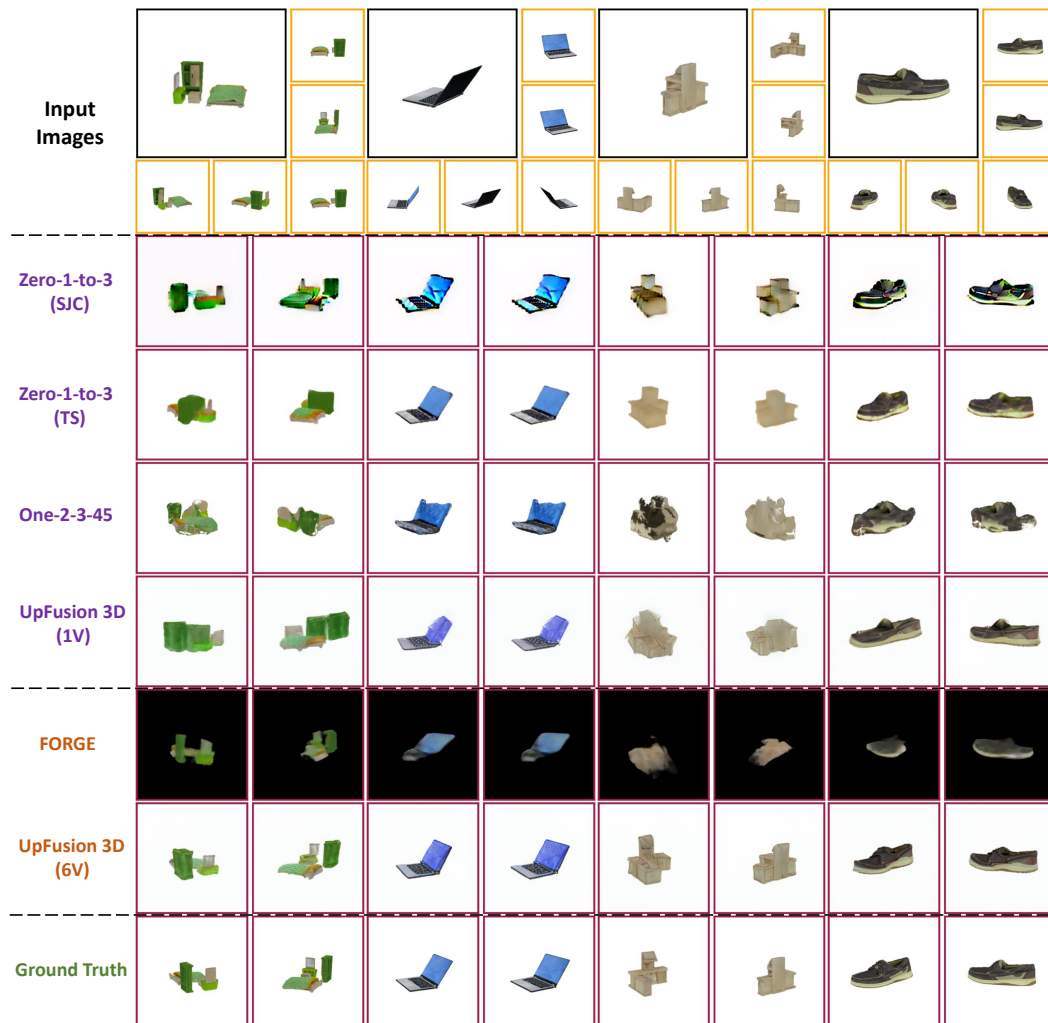 Input
Images
Zero-1-to-3
(SJC)
Zero-1-to-3
(TS)
One-2-3-45
UpFusion 3D
(1V)
FORGE
UpFusion 3D
(6V)
Ground Truth